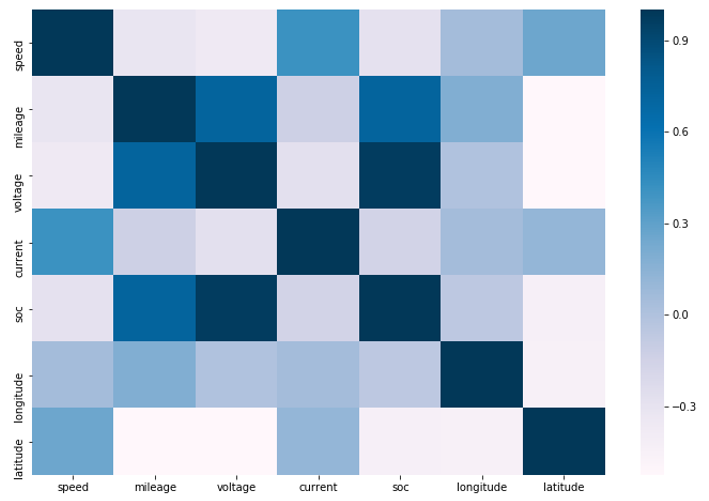 speed
mileage
voltage
current
soc
longitude
latitude
speed mileage voltage current soc longitude latitude
0.9
0.6
0.3
0.0
−0.3